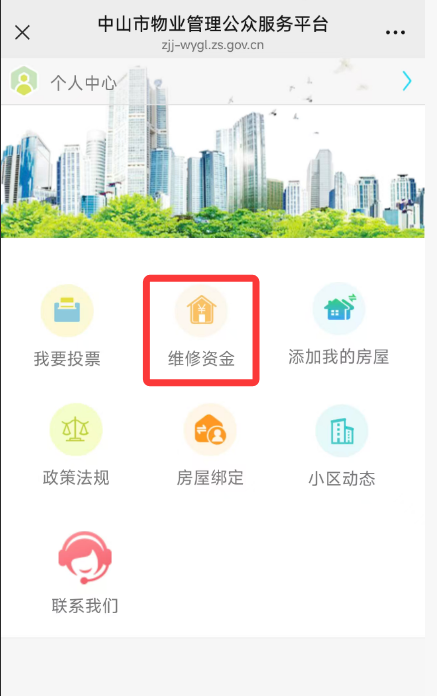 中山市物业管理公众服务平台
zjj-wygl.zs.gov.cn
个人中心
我要投票
维修资金
添加我的房屋
政策法规
房屋绑定
小区动态
联系我们